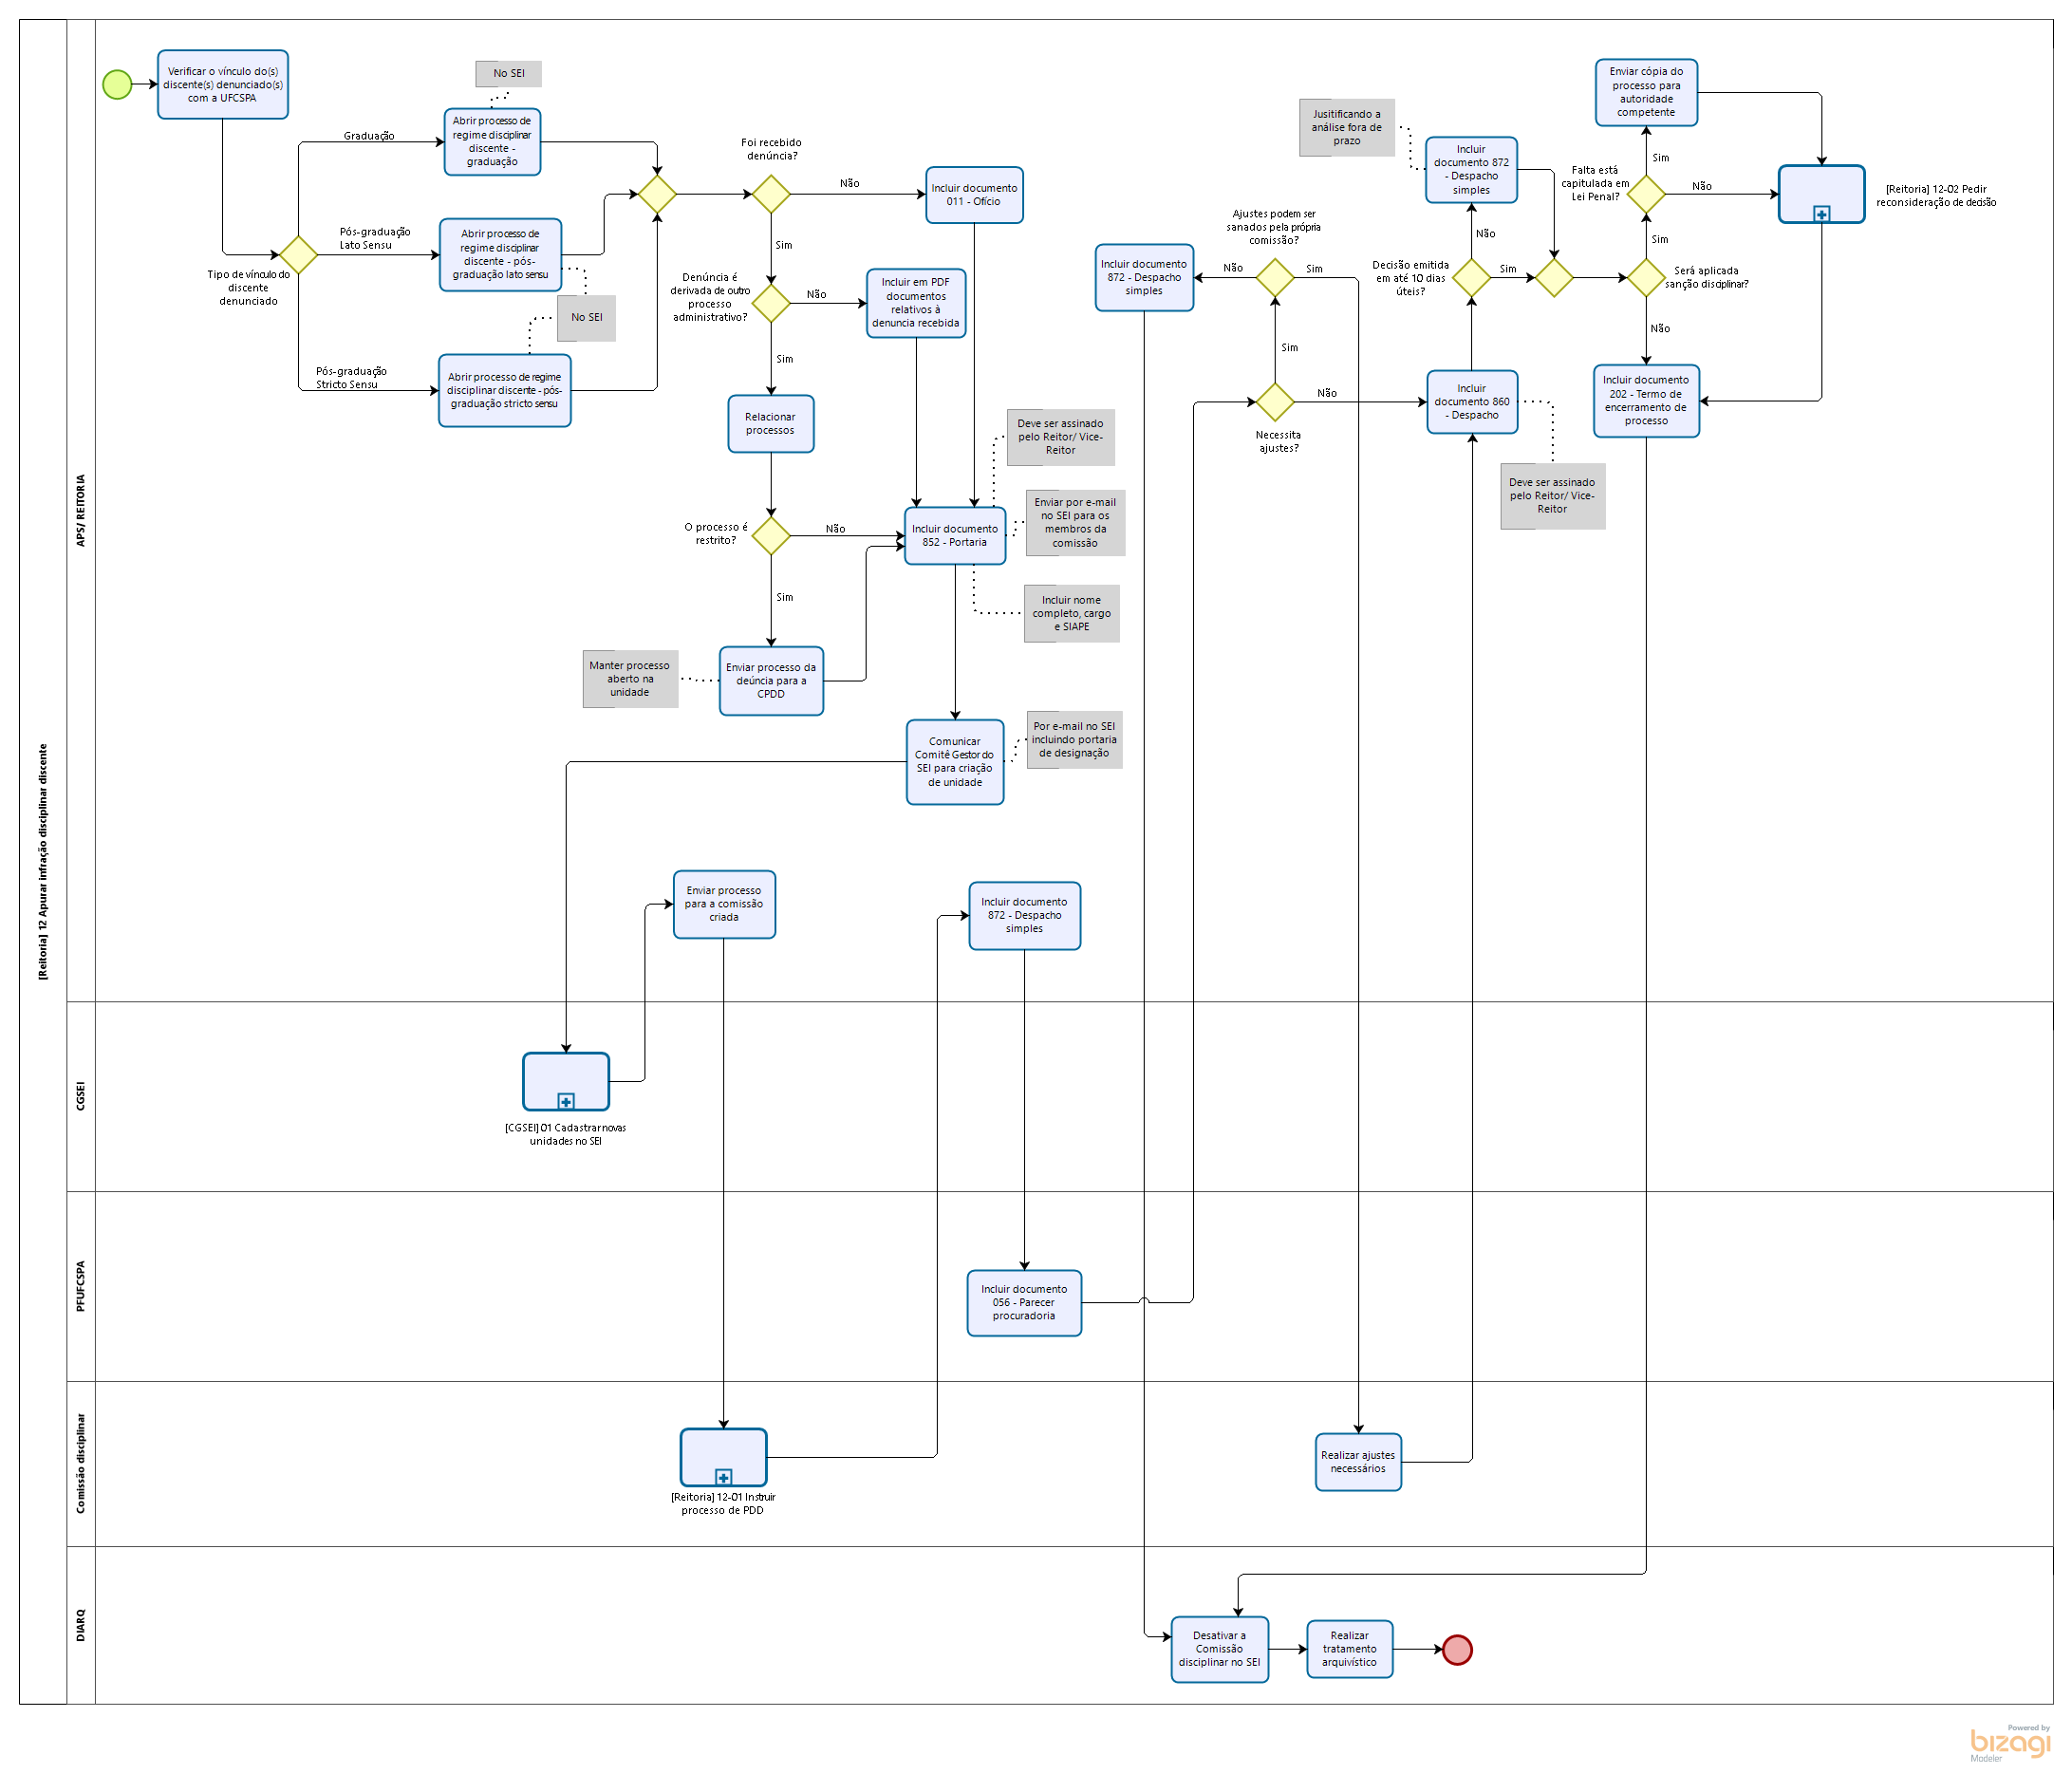 [Reitoria] 12 Apurar infração disciplinar discente
APS/ REITORIA
Verificar o vínculo do(s)
discente(s) denunciado(s)
com a UFCSPA
Tipo de vínculo do
discente
denunciado
Graduação
Pós-graduação
Lato Sensu
Pós-graduação
Stricto Sensu
No SEI
Abrir processo de
regime disciplinar
discente -
graduação
Abrir processo de
regime disciplinar
discente - pós-
graduação lato sensu
No SEI
Abrir processo de regime
disciplinar discente - pós-
graduação stricto sensu
Foi recebido
denúncia?
Não
Sim
Incluir documento
011 - Ofício
Denúncia é
derivada de outro
processo
administrativo?
Não
Sim
Incluir em PDF
documentos
relativos à
denuncia recebida
Relacionar
processos
O processo é
restrito?
Não
Sim
Deve ser assinado
pelo Reitor/ Vice-
Reitor
Enviar por e-mail
no SEI para os
membros da
comissão
Incluir documento
852 - Portaria
Incluir nome
completo, cargo
e SIAPE
Manter processo
aberto na
unidade
Enviar processo da
deúncia para a
CPDD
Comunicar
Comitê Gestor do
SEI para criação
de unidade
Por e-mail no SEI
incluindo portaria
de designação
Enviar processo
para a comissão
criada
Incluir documento
872 - Despacho
simples
Incluir documento
872 - Despacho
simples
Ajustes podem ser
sanados pela própria
comissão?
Não
Sim
Sim
Necessita
ajustes?
Não
Jusitificando a
análise fora de
prazo
Incluir
documento 872
- Despacho
simples
Não
Decisão emitida
em até 10 dias
úteis?
Sim
Incluir
documento 860
- Despacho
Deve ser assinado
pelo Reitor/ Vice-
Reitor
Enviar cópia do
processo para
autoridade
competente
Sim
Falta está
capitulada em
Lei Penal?
Não
[Reitoria] 12-02 Pedir
reconsideração de decisão
Sim
Será aplicada
sanção disciplinar?
Não
Incluir documento
202 - Termo de
encerramento de
processo
CGSEI
[CGSEI] 01 Cadastrar novas
unidades no SEI
PFUFCSPA
Incluir documento
056 - Parecer
procuradoria
Comissão disciplinar
[Reitoria] 12-01 Instruir
processo de PDD
Realizar ajustes
necessários
DIARQ
Desativar a
Comissão
disciplinar no SEI
Realizar
tratamento
arquivístico
Powered by
bizagi
Modeler